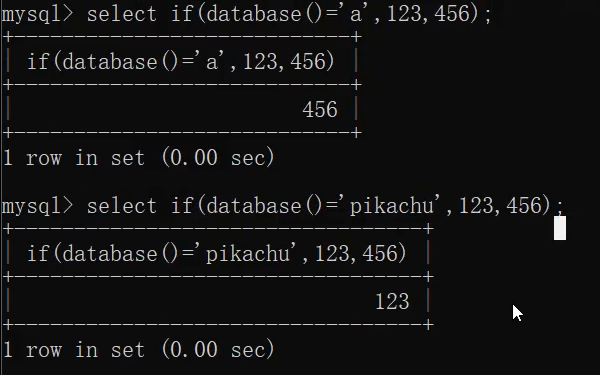 mysql> select if(database()='a',123,456);
+-----------------------------+
| if(database()='a',123,456) |
+-----------------------------+
| 456 |
+-----------------------------+
1 row in set (0.00 sec)
mysql> select if(database()='pikachu',123,456);
+-----------------------------------+
| if(database()='pikachu',123,456) |
+-----------------------------------+
| 123 |
+-----------------------------------+
1 row in set (0.00 sec)